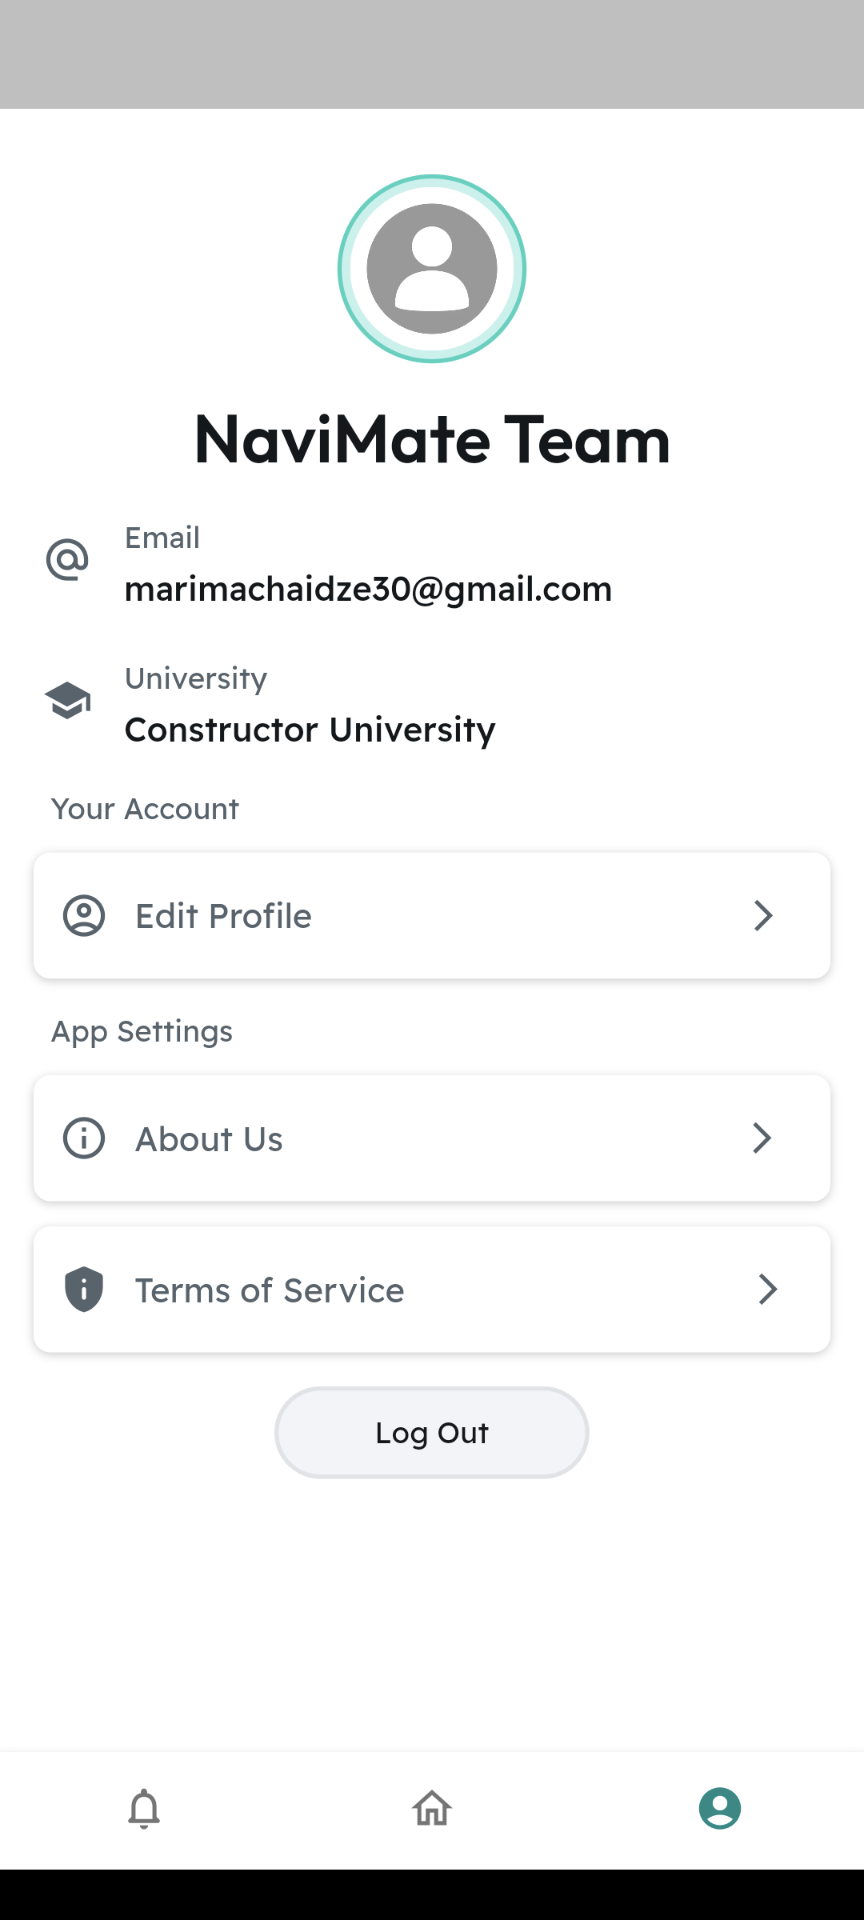 NaviMate Team
Email
marimachaidze30@gmail.com
University
Constructor University
Your Account
Edit Profile
App Settings
About Us
Terms of Service
Log Out